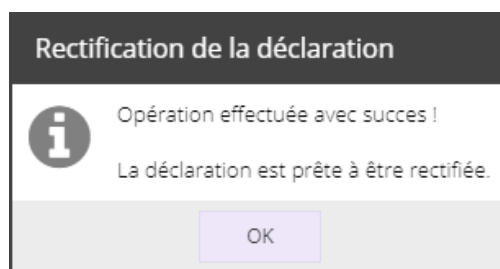 Rectification de la déclaration
Opération effectuée avec succes !
La déclaration est prête à être rectifiée.
OK